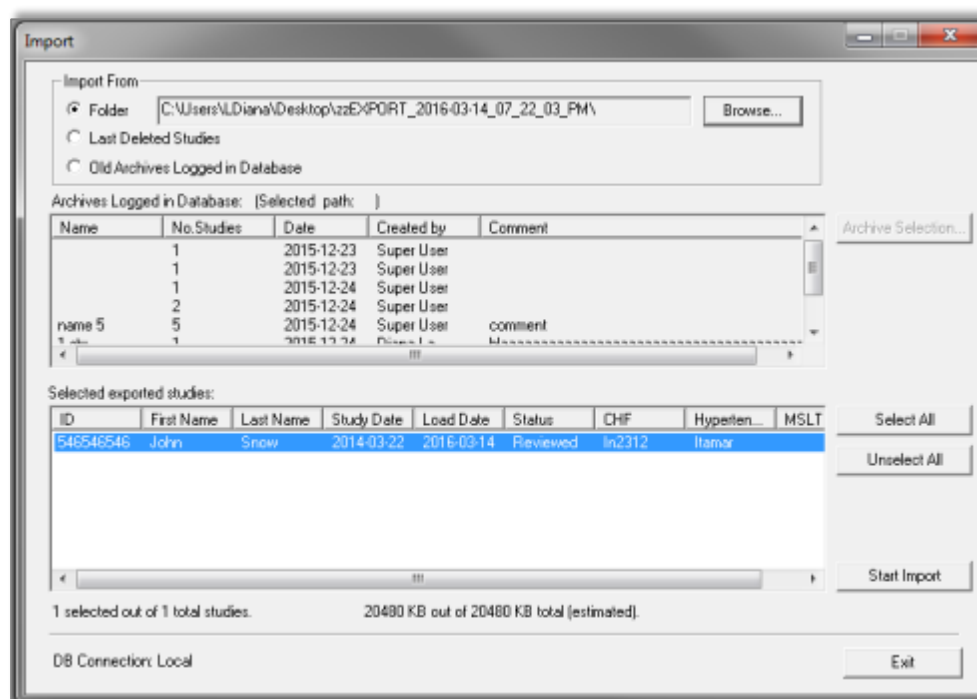 Import
Import From
Folder C:\Users\LDiana\Desktop\zzEXPORT_2016-03-14_07_22_03_PM\ Browse...
Last Deleted Studies
Old Archives Logged in Database
Archives Logged in Database: (Selected path: )
Archive Selection...
Name No.Studies Date Created by Comment
1 2015-12-23 Super User
1 2015-12-23 Super User
1 2015-12-24 Super User
2 2015-12-24 Super User
name 5 5 2015-12-24 Super User comment
Selected exported studies:
ID First Name Last Name Study Date Load Date Status CHF Hyperten... MSLT
546546546 John Snow 2014-03-22 2016-03-14 Reviewed In2312 Itamar
Select All
Unselect All
Start Import
1 selected out of 1 total studies. 20480 KB out of 20480 KB total (estimated).
DB Connection: Local
Exit